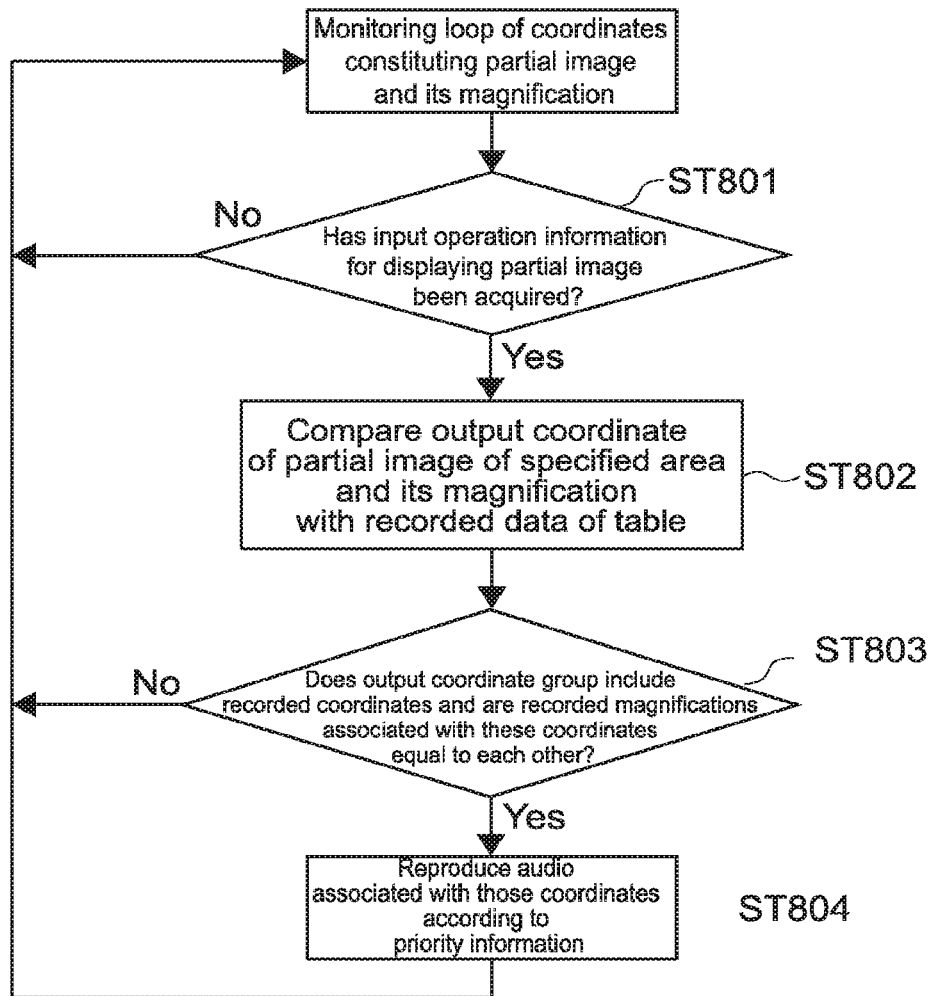 Monitoring loop of coordinates
constituting partial image
and its magnification
ST801
No
Has input operation information
for displaying partial image
been acquired?
Yes
Compare output coordinate
of partial image of specified area
and its magnification
with recorded data of table
ST802
ST803
No
Does output coordinate group include
recorded coordinates and are recorded magnifications
associated with these coordinates
equal to each other?
Yes
Reproduce audio
associated with those coordinates
according to
priority information
ST804